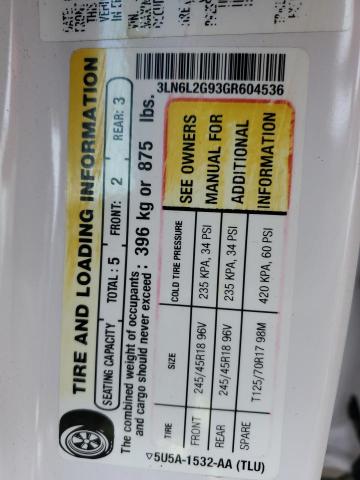 TIRE AND LOADING INFORMATION
SEATING CAPACITY TOTAL : 5 FRONT: 2 REAR: 3
The combined weight of occupants
and cargo should never exceed : 396 kg or 875 lbs.
3LN6L2G93GR604536
TIRE SIZE COLD TIRE PRESSURE
FRONT 245/45R18 96V 235 KPA, 34 PSI
REAR 245/45R18 96V 235 KPA, 34 PSI
SPARE T125/70R17 98M 420 KPA, 60 PSI
SEE OWNERS
MANUAL FOR
ADDITIONAL
INFORMATION
5U5A-1532-AA (TLU)